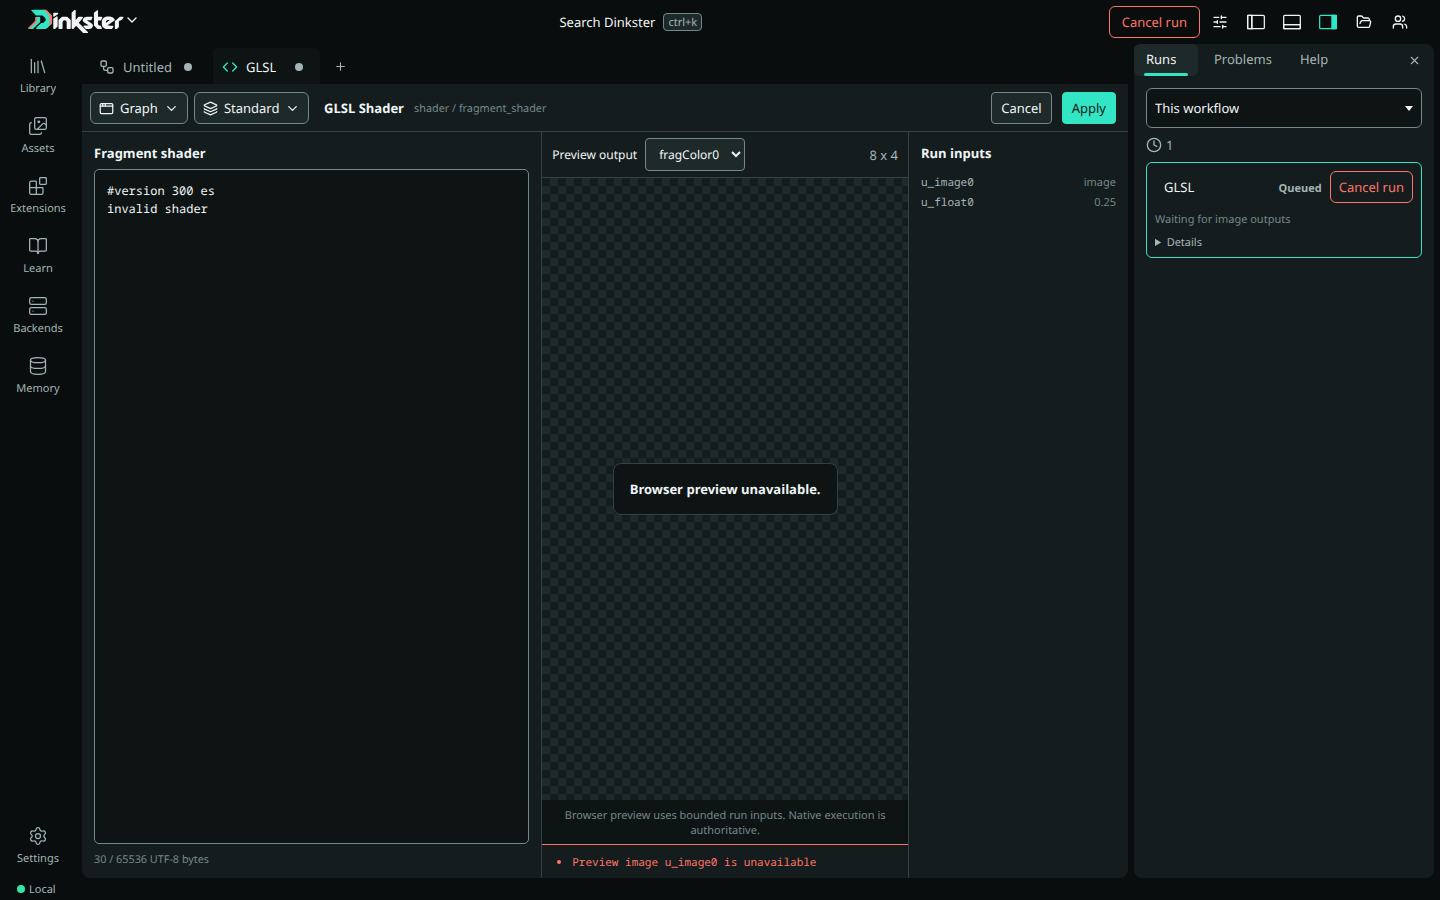 Dinkster
Search Dinkster ctrl+k
Cancel run
Library
Assets
Extensions
Learn
Backends
Memory
Settings
Local
Untitled
GLSL
Graph
Standard
GLSL Shader shader / fragment_shader
Cancel
Apply
Fragment shader
#version 300 es
invalid shader
30 / 65536 UTF-8 bytes
Preview output fragColor0 8 x 4
Browser preview unavailable.
Browser preview uses bounded run inputs. Native execution is
authoritative.
• Preview image u_image0 is unavailable
Run inputs
u_image0 image
u_float0 0.25
Runs Problems Help
This workflow
1
GLSL Queued Cancel run
Waiting for image outputs
Details